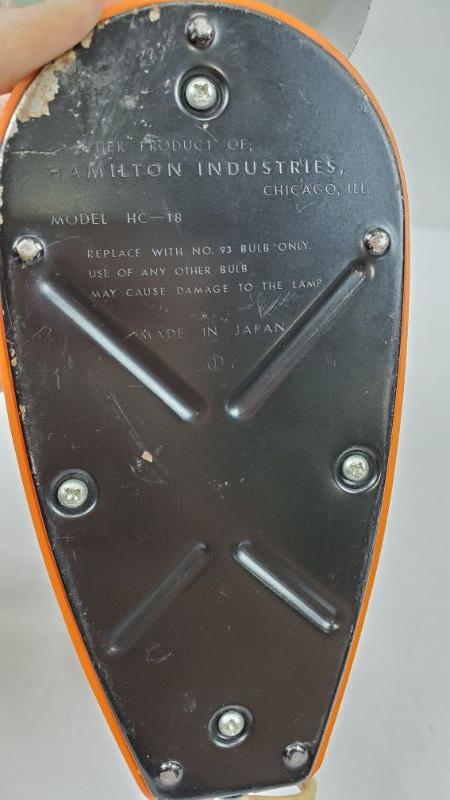 PRODUCT OF;
HAMILTON INDUSTRIES,
CHICAGO, ILL.
MODEL HC-18
REPLACE WITH NO. 93 BULB ONLY.
USE OF ANY OTHER BULB
MAY CAUSE DAMAGE TO THE LAMP.
MADE IN JAPAN